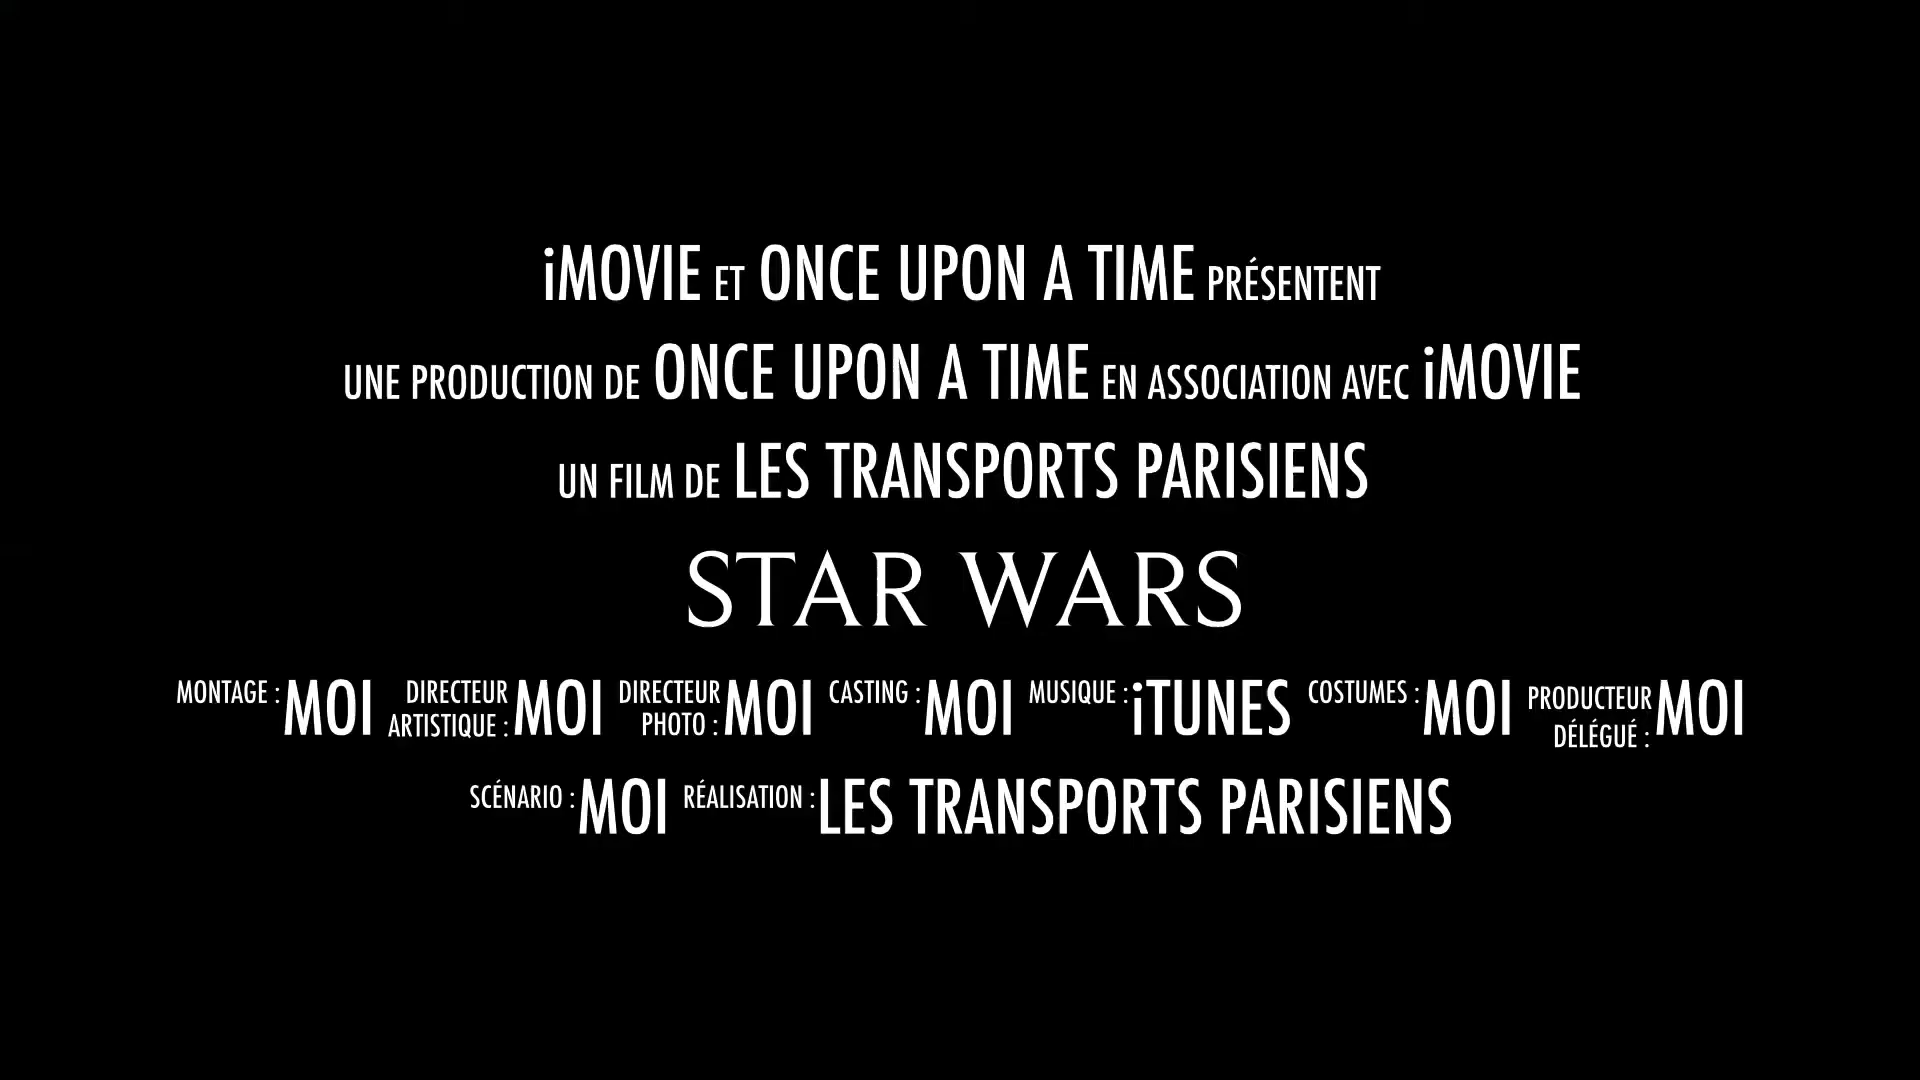 iMOVIE ET ONCE UPON A TIME PRÉSENTENT
UNE PRODUCTION DE ONCE UPON A TIME EN ASSOCIATION AVEC iMOVIE
UN FILM DE LES TRANSPORTS PARISIENS
STAR WARS
MONTAGE : MOI DIRECTEUR ARTISTIQUE : MOI DIRECTEUR PHOTO : MOI CASTING : MOI MUSIQUE : iTUNES COSTUMES : MOI PRODUCTEUR DÉLÉGUÉ : MOI
SCÉNARIO : MOI RÉALISATION : LES TRANSPORTS PARISIENS